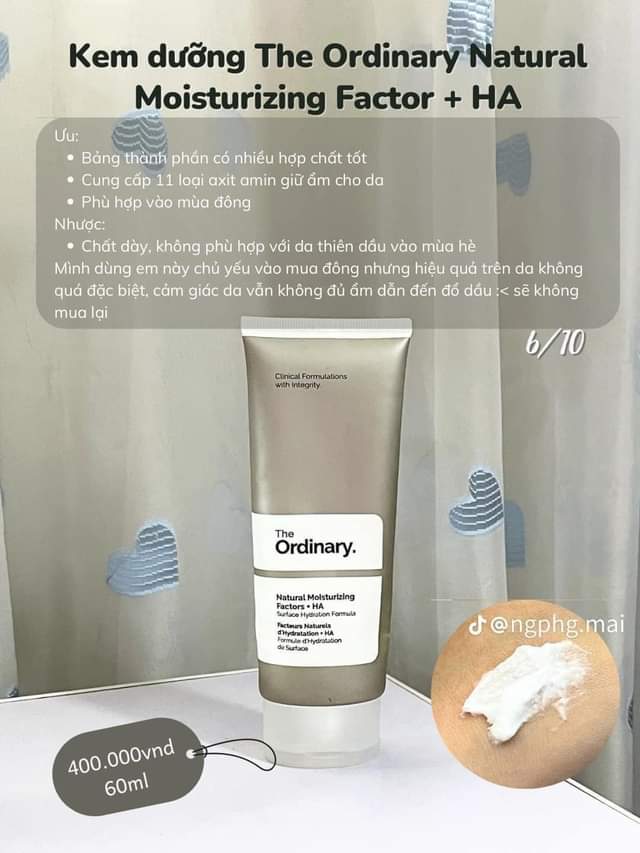 Kem dưỡng The Ordinary Natural
Moisturizing Factor + HA
Ưu:
• Bảng thành phần có nhiều hợp chất tốt
• Cung cấp 11 loại axit amin giữ ẩm cho da
• Phù hợp vào mùa đông
Nhược:
• Chất dày, không phù hợp với da thiên dầu vào mùa hè
Mình dùng em này chủ yếu vào mua đông nhưng hiệu quả trên da không
quá đặc biệt, cảm giác da vẫn không đủ ẩm dẫn đến đổ dầu :< sẽ không
mua lại
6/10
Clinical Formulations
with Integrity.
The
Ordinary.
Natural Moisturizing
Factors + HA
Surface Hydration Formula
Facteurs Naturels
d'Hydratation + HA
Formule d'Hydratation
de Surface
@ngphg.mai
400.000vnd
60ml